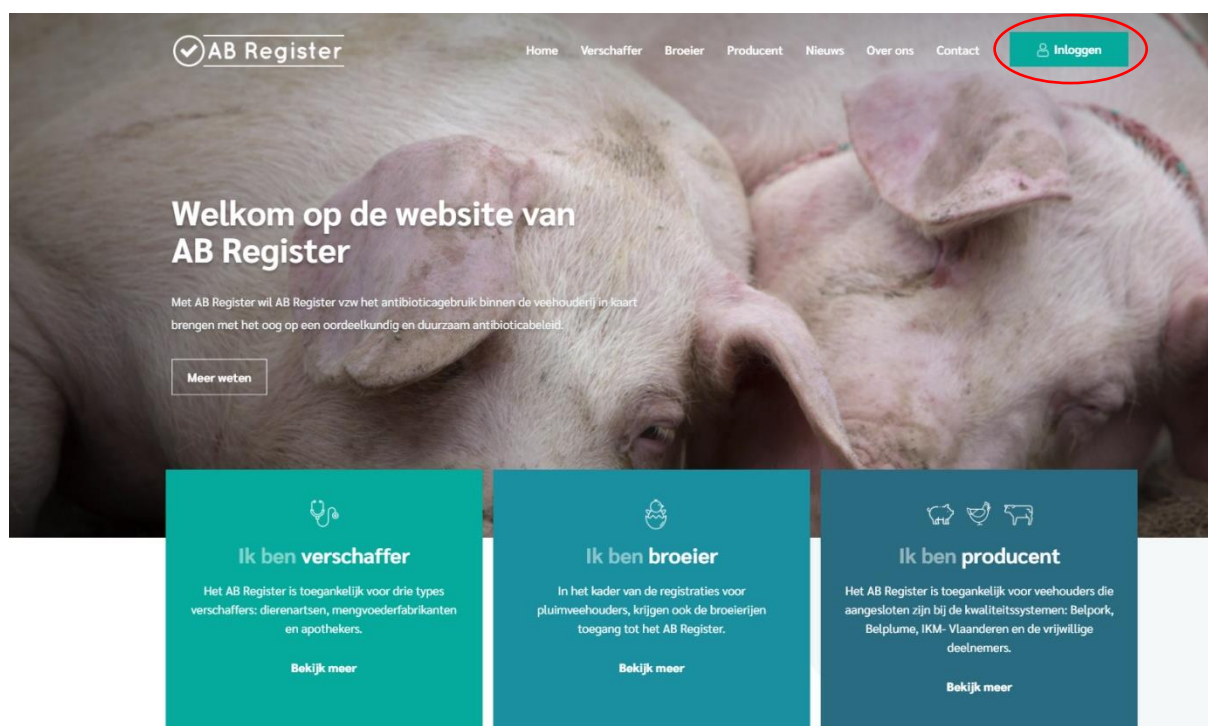 AB Register
Home Verschaffer Broeier Producent Nieuws Over ons Contact Inloggen
Welkom op de website van
AB Register
Met AB Register wil AB Register vzw het antibioticagebruik binnen de veehouderij in kaart
brengen met het oog op een oordeelkundig en duurzaam antibioticabeleid.
Meer weten
Ik ben verschaffer
Het AB Register is toegankelijk voor drie types
verschaffers: dierenartsen, mengvoederfabrikanten
en apothekers.
Bekijk meer
Ik ben broeier
In het kader van de registraties voor
pluimveehouders, krijgen ook de broeierijen
toegang tot het AB Register.
Bekijk meer
Ik ben producent
Het AB Register is toegankelijk voor veehouders die
aangesloten zijn bij de kwaliteitssystemen: Belpork,
Belplume, IKM- Vlaanderen en de vrijwillige
deelnemers.
Bekijk meer